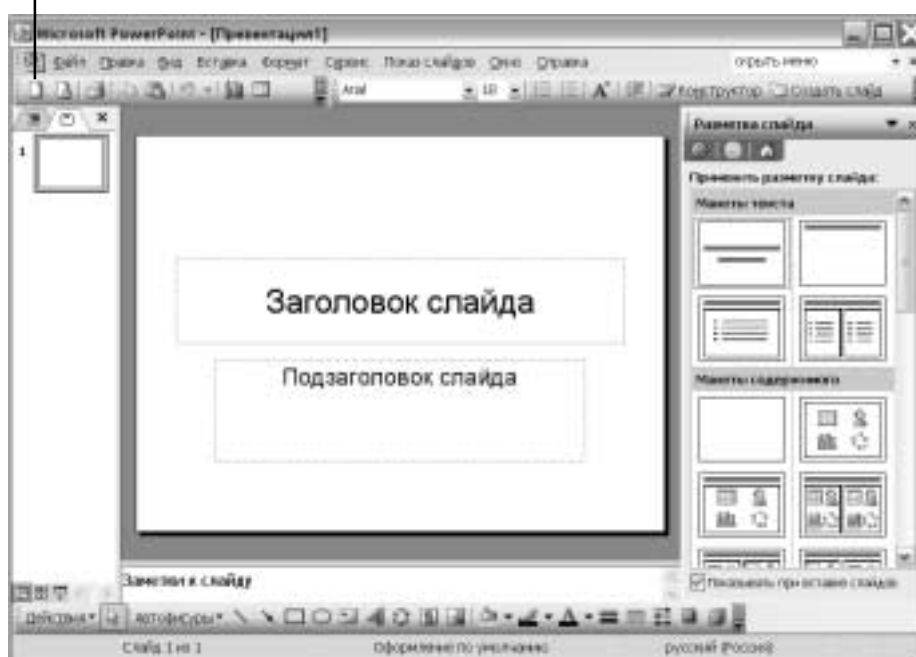 Microsoft PowerPoint - [Презентация1]
Файл Правка Вид Вставка Формат Сервис Показ слайдов Окно Справка
Arial 18 Конструктор Создать слайд
Разметка слайда
1
Применить разметку слайда:
Макеты текста
Заголовок слайда
Подзаголовок слайда
Макеты содержимого
Заметки к слайду
Показывать при вставке слайдов
Действия Автофигуры
Слайд 1 из 1 Оформление по умолчанию русский (Россия)